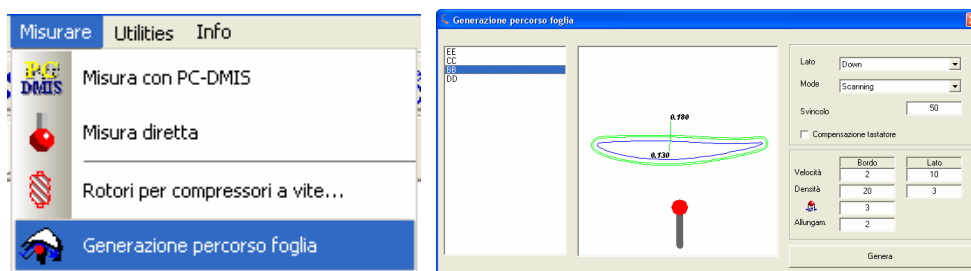 Misurare Utilities Info
PC DMIS Misura con PC-DMIS
Misura diretta
Rotori per compressori a vite...
Generazione percorso foglia
Generazione percorso foglia
EE
CC
BB
DD
0.180
0.130
Lato Down
Mode Scanning
Svincolo 50
Compensazione tastatore
Bordo Lato
Velocità 2 10
Densità 20 3
3
Allungam. 2
Genera